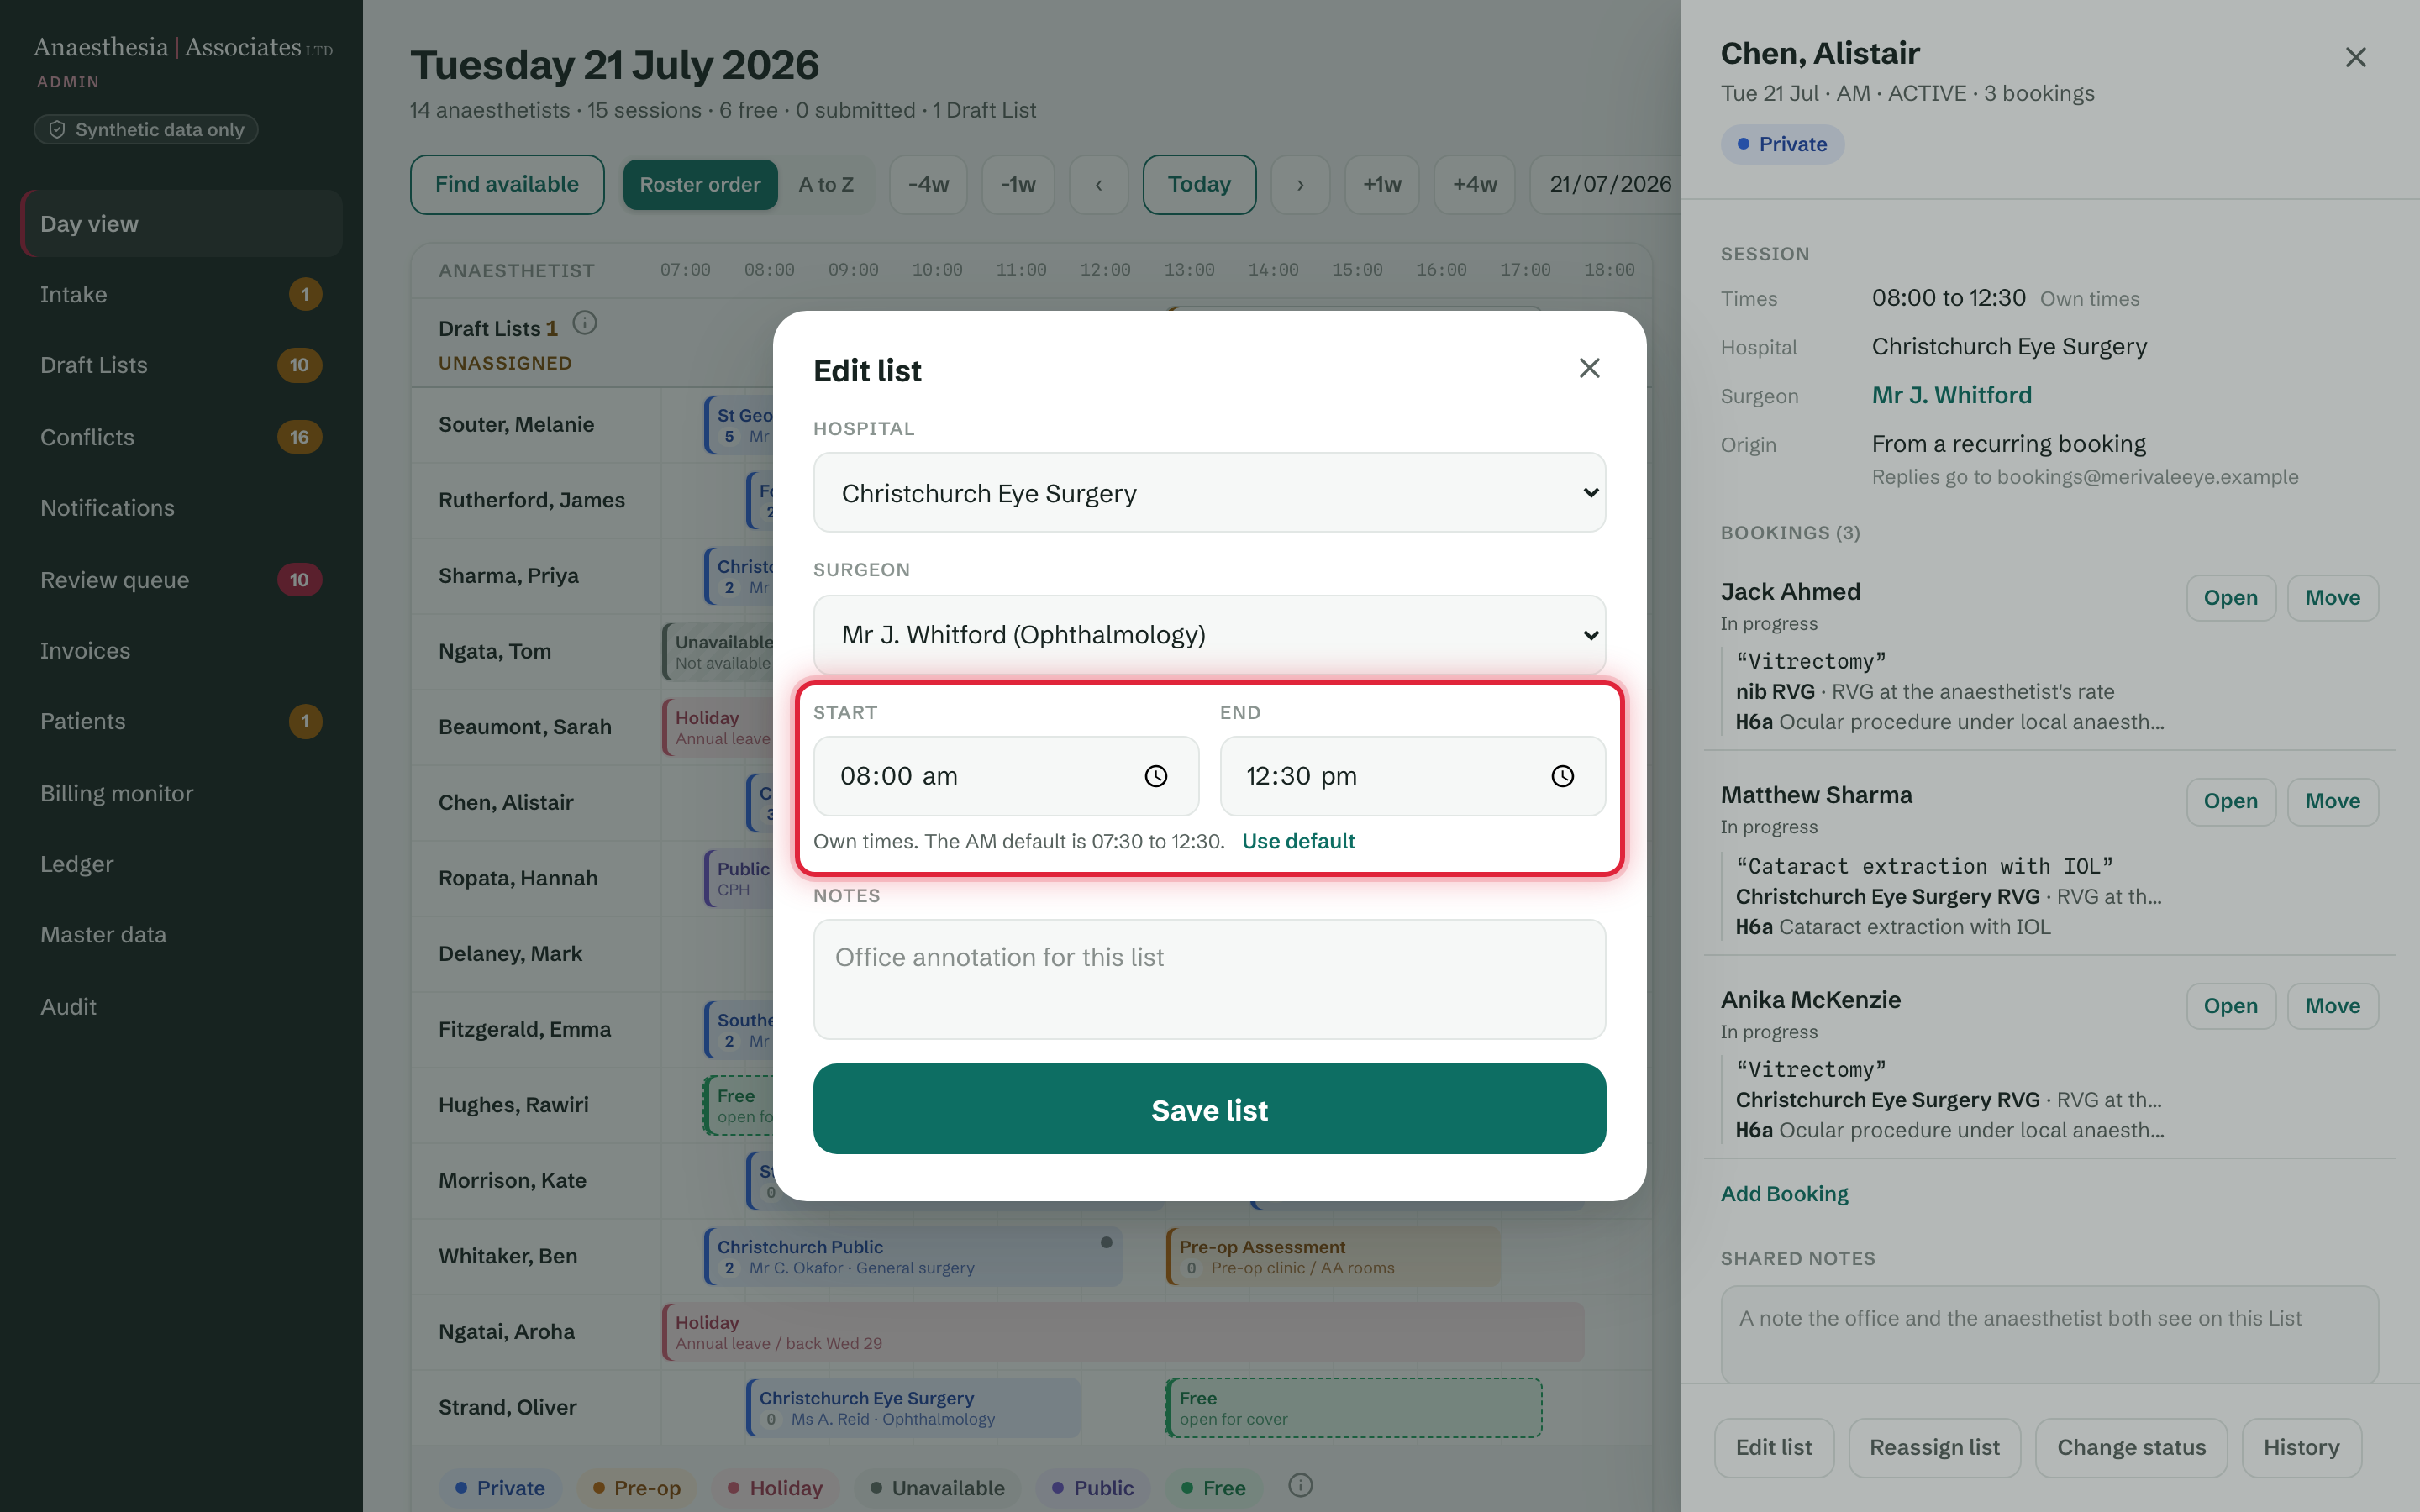 Anaesthesia | Associates LTD
ADMIN
Synthetic data only
Day view
Intake 1
Draft Lists 10
Conflicts 16
Notifications
Review queue 10
Invoices
Patients 1
Billing monitor
Ledger
Master data
Audit
Tuesday 21 July 2026
14 anaesthetists · 15 sessions · 6 free · 0 submitted · 1 Draft List
Find available Roster order A to Z -4w -1w ‹ Today › +1w +4w 21/07/2026
ANAESTHETIST 07:00 08:00 09:00 10:00 11:00 12:00 13:00 14:00 15:00 16:00 17:00 18:00
Draft Lists 1
UNASSIGNED
Souter, Melanie
St Geo
5 Mr
Rutherford, James
Sharma, Priya
Christ
2 Mr
Ngata, Tom
Unavailable
Not available
Beaumont, Sarah
Holiday
Annual leave
Chen, Alistair
C
3
Ropata, Hannah
Public
CPH
Delaney, Mark
Fitzgerald, Emma
Southe
2 Mr
Hughes, Rawiri
Free
open fo
Morrison, Kate
S
0
Whitaker, Ben
Christchurch Public
2 Mr C. Okafor · General surgery
Pre-op Assessment
0 Pre-op clinic / AA rooms
Ngatai, Aroha
Holiday
Annual leave / back Wed 29
Strand, Oliver
Christchurch Eye Surgery
0 Ms A. Reid · Ophthalmology
Free
open for cover
Private Pre-op Holiday Unavailable Public Free
Edit list
HOSPITAL
Christchurch Eye Surgery
SURGEON
Mr J. Whitford (Ophthalmology)
START END
08:00 am 12:30 pm
Own times. The AM default is 07:30 to 12:30. Use default
NOTES
Office annotation for this list
Save list
Chen, Alistair
Tue 21 Jul · AM · ACTIVE · 3 bookings
Private
SESSION
Times 08:00 to 12:30 Own times
Hospital Christchurch Eye Surgery
Surgeon Mr J. Whitford
Origin From a recurring booking
Replies go to bookings@merivaleeye.example
BOOKINGS (3)
Jack Ahmed Open Move
In progress
“Vitrectomy”
nib RVG · RVG at the anaesthetist's rate
H6a Ocular procedure under local anaesth...
Matthew Sharma Open Move
In progress
“Cataract extraction with IOL”
Christchurch Eye Surgery RVG · RVG at th...
H6a Cataract extraction with IOL
Anika McKenzie Open Move
In progress
“Vitrectomy”
Christchurch Eye Surgery RVG · RVG at th...
H6a Ocular procedure under local anaesth...
Add Booking
SHARED NOTES
A note the office and the anaesthetist both see on this List
Edit list Reassign list Change status History